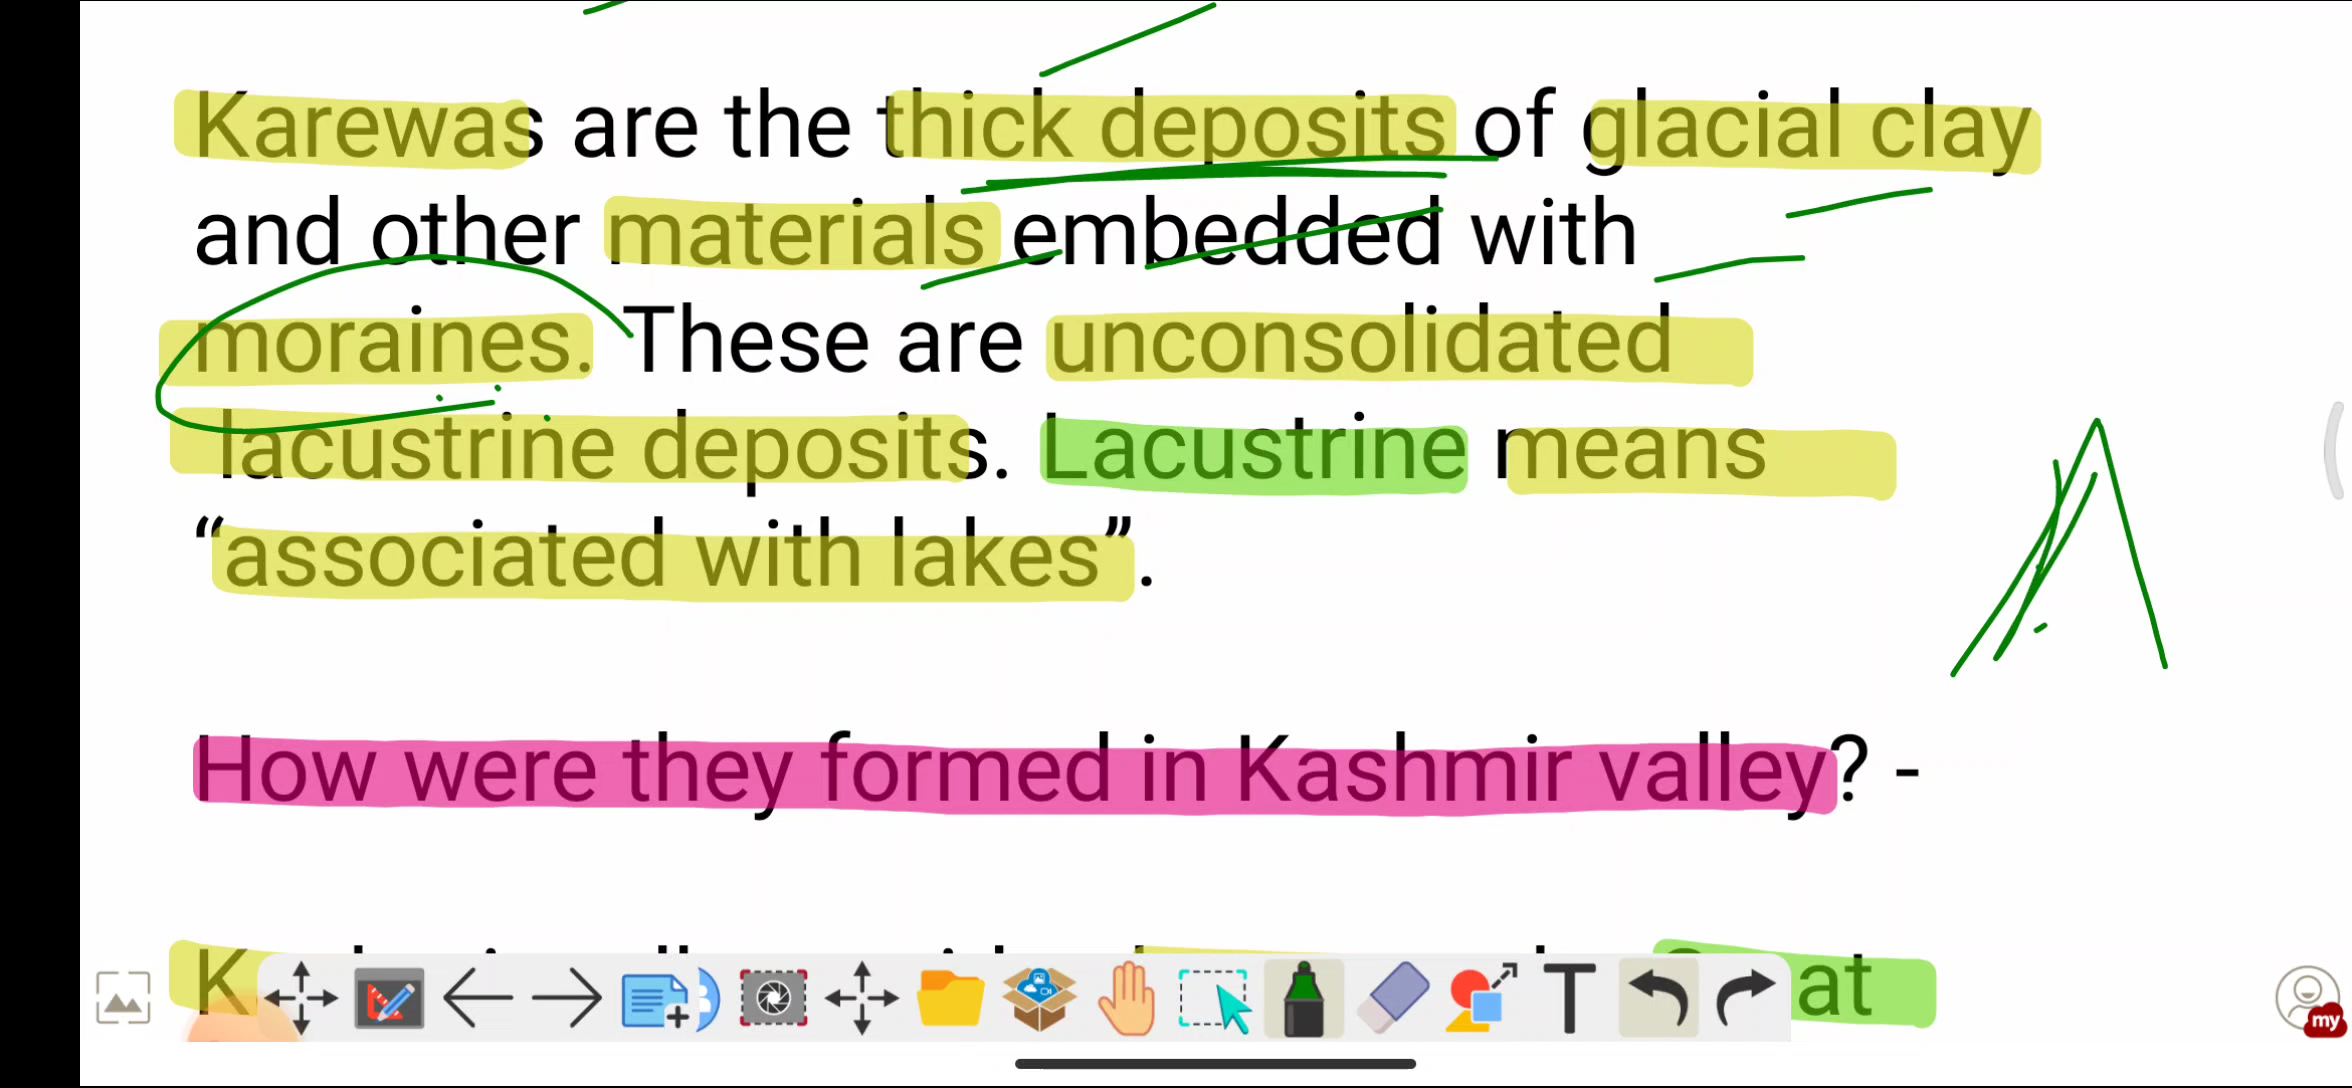 Karewas are the thick deposits of glacial clay
and other materials embedded with
moraines. These are unconsolidated
lacustrine deposits. Lacustrine means
“associated with lakes”.
How were they formed in Kashmir valley? -
T
my